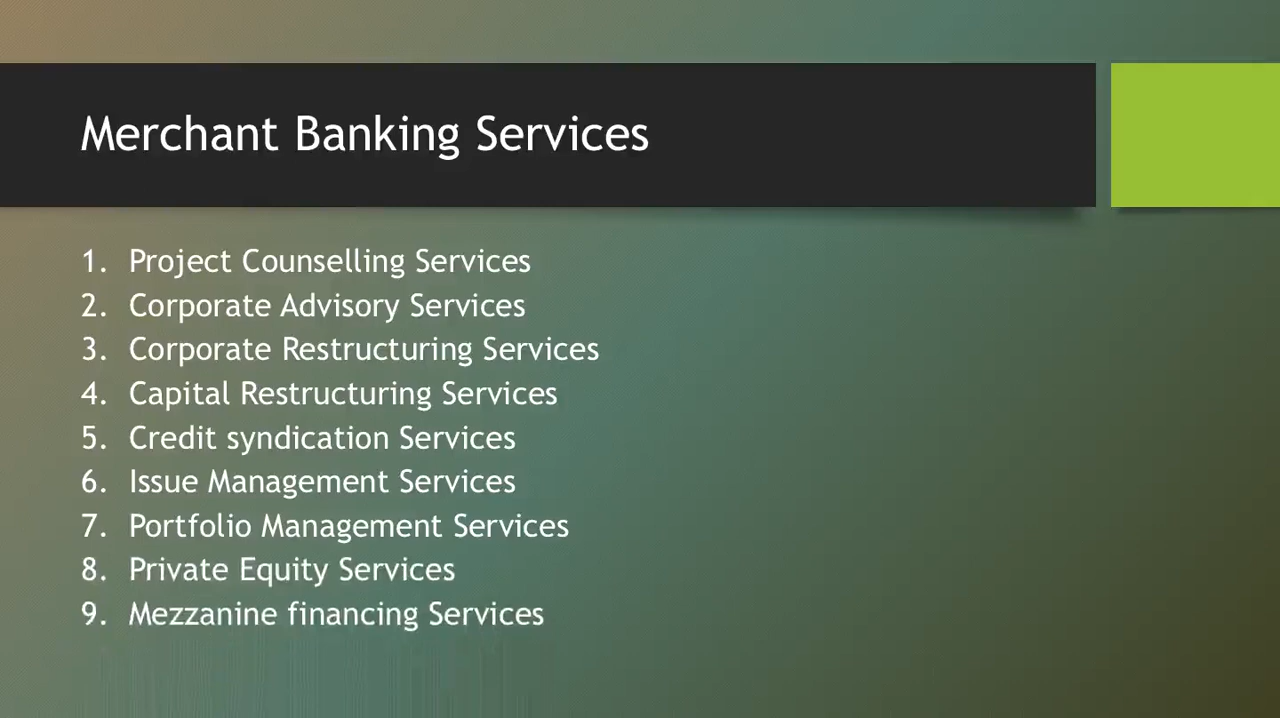 Merchant Banking Services
1. Project Counselling Services
2. Corporate Advisory Services
3. Corporate Restructuring Services
4. Capital Restructuring Services
5. Credit syndication Services
6. Issue Management Services
7. Portfolio Management Services
8. Private Equity Services
9. Mezzanine financing Services